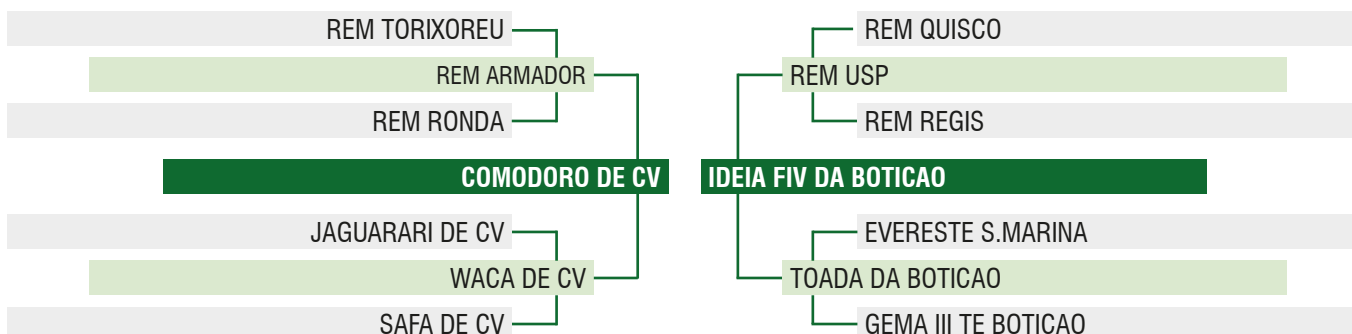 REM TORIXOREU
REM QUISCO
REM ARMADOR
REM USP
REM RONDA
REM REGIS
COMODORO DE CV
IDEIA FIV DA BOTICAO
JAGUARARI DE CV
EVERESTE S.MARINA
WACA DE CV
TOADA DA BOTICAO
SAFA DE CV
GEMA III TE BOTICAO